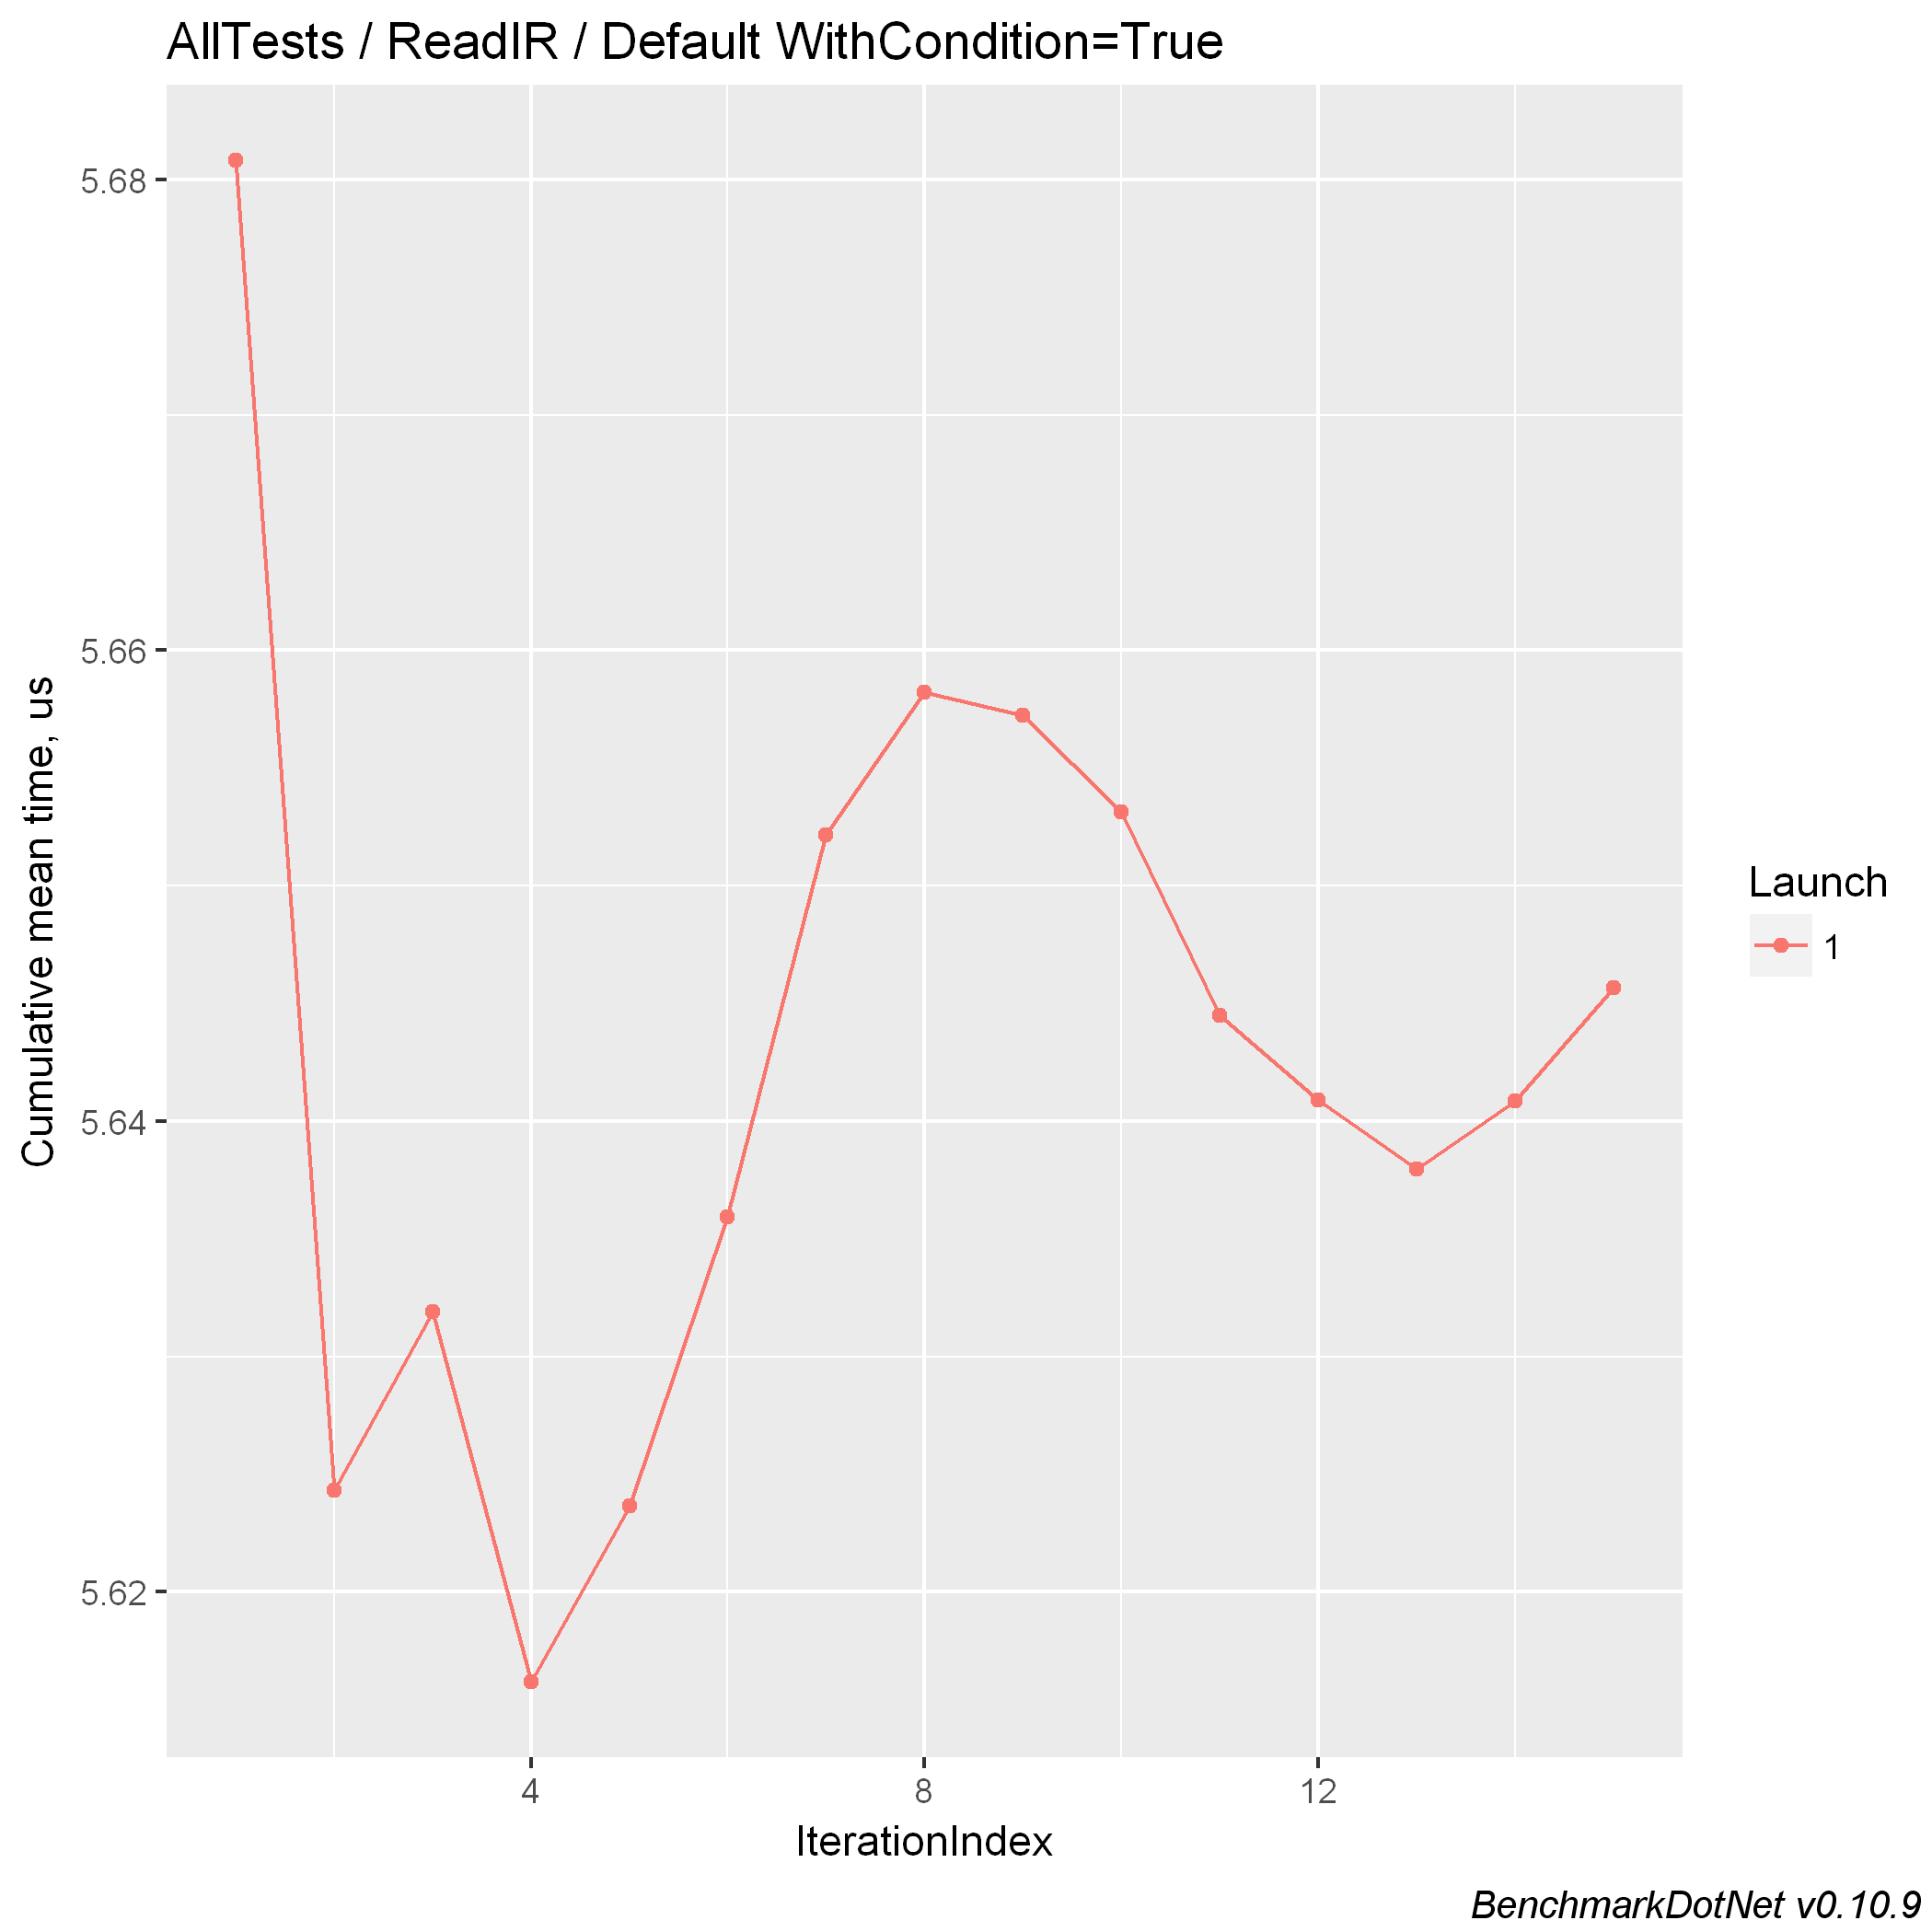 AllTests / ReadIR / Default WithCondition=True
Cumulative mean time, us
5.68
5.66
5.64
5.62
4
8
12
IterationIndex
Launch
1
BenchmarkDotNet v0.10.9